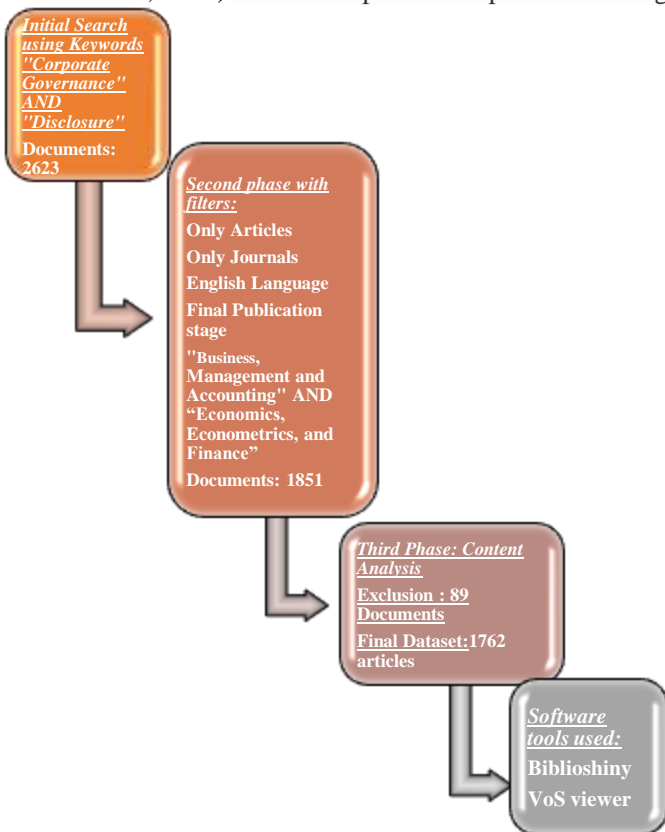 Initial Search
using Keywords
"Corporate
Governance"
AND
"Disclosure"
Documents:
2623
Second phase with
filters:
Only Articles
Only Journals
English Language
Final Publication
stage
"Business,
Management and
Accounting" AND
“Economics,
Econometrics, and
Finance”
Documents: 1851
Third Phase: Content
Analysis
Exclusion : 89
Documents
Final Dataset:1762
articles
Software
tools used:
Biblioshiny
VoS viewer